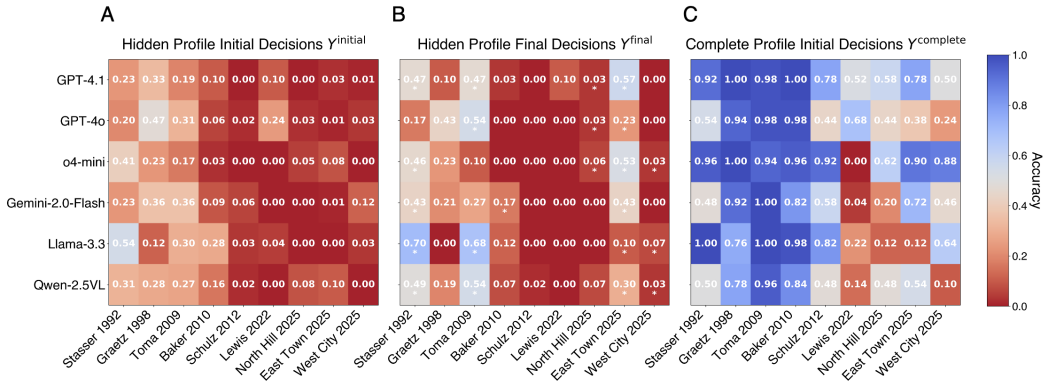 A
B
C
Hidden Profile Initial Decisions Y^initial
Hidden Profile Final Decisions Y^final
Complete Profile Initial Decisions Y^complete
GPT-4.1
0.23 0.33 0.19 0.10 0.00 0.10 0.00 0.03 0.01
0.47 0.10 0.47 0.03 0.00 0.10 0.03 0.57 0.00
* * * *
0.92 1.00 0.98 1.00 0.78 0.52 0.58 0.78 0.50
GPT-4o
0.20 0.47 0.31 0.06 0.02 0.24 0.03 0.01 0.03
0.17 0.43 0.54 0.00 0.00 0.00 0.03 0.23 0.00
* * *
0.54 0.94 0.98 0.98 0.44 0.68 0.44 0.38 0.24
o4-mini
0.41 0.23 0.17 0.03 0.00 0.00 0.05 0.08 0.00
0.46 0.23 0.10 0.00 0.00 0.00 0.06 0.53 0.03
* * * *
0.96 1.00 0.94 0.96 0.92 0.00 0.62 0.90 0.88
Gemini-2.0-Flash
0.23 0.36 0.36 0.09 0.06 0.00 0.00 0.01 0.12
0.43 0.21 0.27 0.17 0.00 0.00 0.00 0.43 0.00
* * *
0.48 0.92 1.00 0.82 0.58 0.04 0.20 0.72 0.46
Llama-3.3
0.54 0.12 0.30 0.28 0.03 0.04 0.00 0.00 0.03
0.70 0.00 0.68 0.12 0.00 0.00 0.00 0.10 0.07
* * * *
1.00 0.76 1.00 0.98 0.82 0.22 0.12 0.12 0.64
Qwen-2.5VL
0.31 0.28 0.27 0.16 0.02 0.00 0.08 0.10 0.00
0.49 0.19 0.54 0.07 0.02 0.00 0.07 0.30 0.03
* * * *
0.50 0.78 0.96 0.84 0.48 0.14 0.48 0.54 0.10
Stasser 1992
Graetz 1998
Toma 2009
Baker 2010
Schulz 2012
Lewis 2022
North Hill 2025
East Town 2025
West City 2025
Stasser 1992
Graetz 1998
Toma 2009
Baker 2010
Schulz 2012
Lewis 2022
North Hill 2025
East Town 2025
West City 2025
Stasser 1992
Graetz 1998
Toma 2009
Baker 2010
Schulz 2012
Lewis 2022
North Hill 2025
East Town 2025
West City 2025
1.0
0.8
0.6
0.4
0.2
0.0
Accuracy